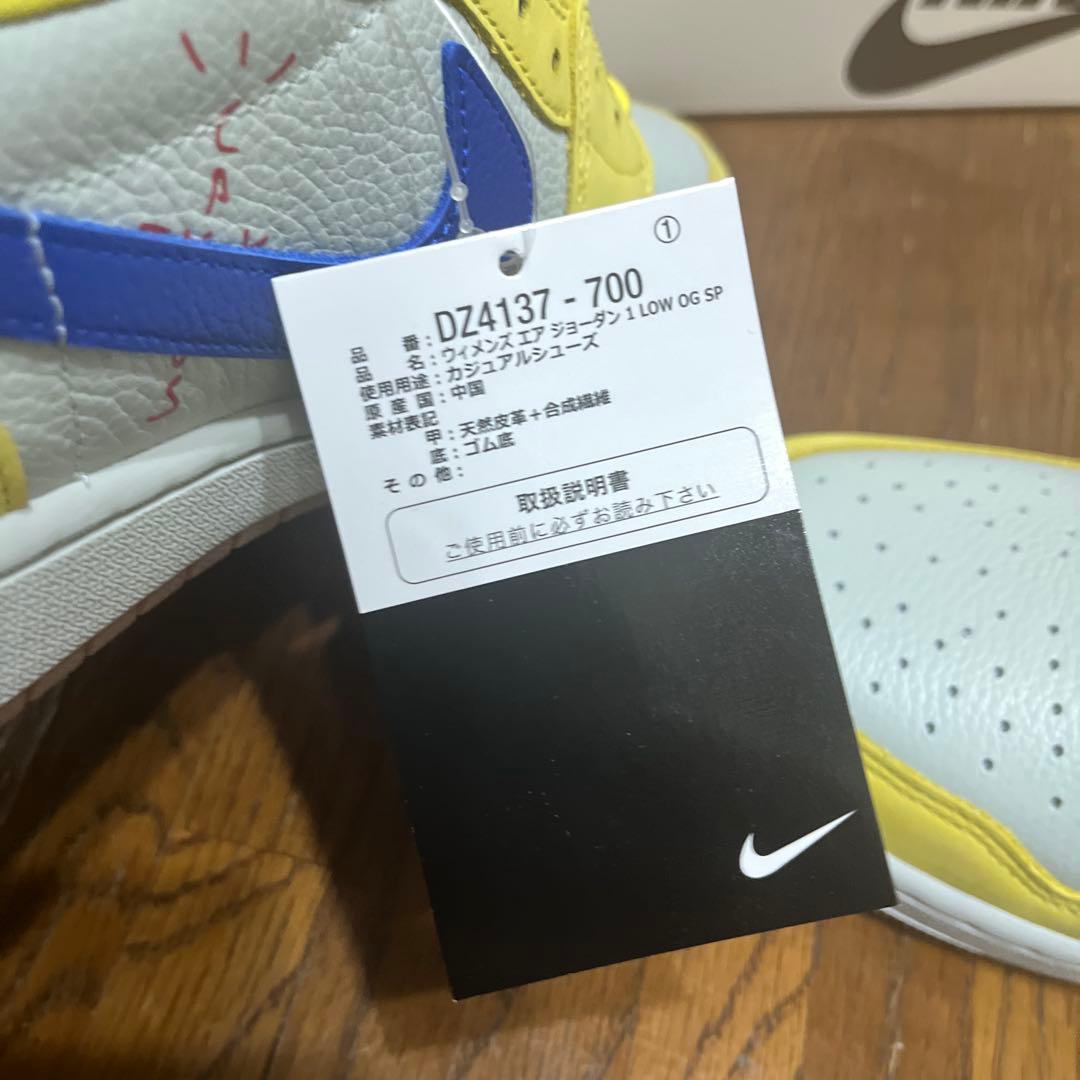 ①
品 番 : DZ4137 - 700
品 名 : ウィメンズ エア ジョーダン 1 LOW OG SP
使用用途 : カジュアルシューズ
原 産 国 : 中国
素材表記
甲 : 天然皮革＋合成繊維
底 : ゴム底
そ の 他 :
取扱説明書
ご使用前に必ずお読み下さい